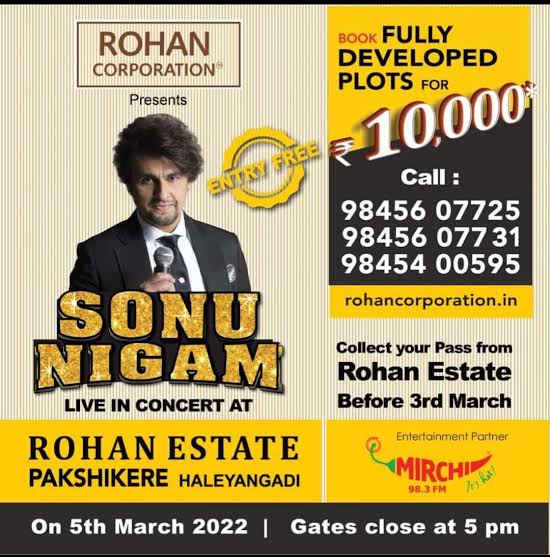 ROHAN
CORPORATION
Presents
ENTRY FREE
SONU
NIGAM
LIVE IN CONCERT AT
ROHAN ESTATE
PAKSHIKERE HALEYANGADI
BOOK FULLY
DEVELOPED
PLOTS FOR
₹ 10,000*
Call :
98456 07725
98456 07731
98454 00595
rohancorporation.in
Collect your Pass from
Rohan Estate
Before 3rd March
Entertainment Partner
MIRCHI
98.3 FM
It's hot!
On 5th March 2022 | Gates close at 5 pm